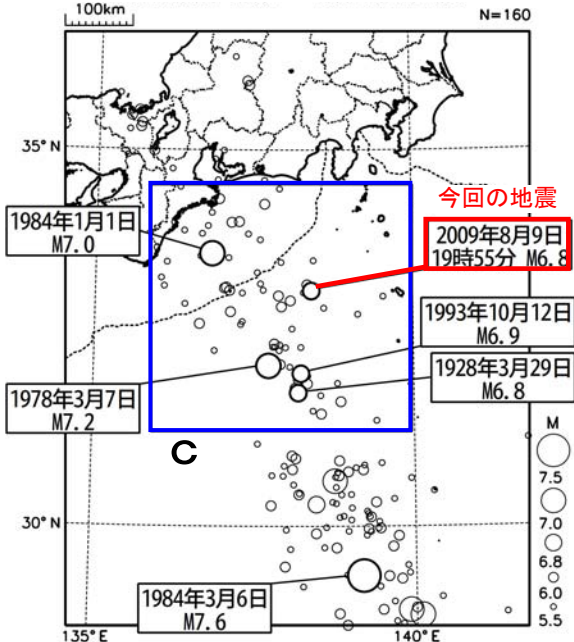 100km
N=160
35°N
今回の地震
1984年1月1日
M7.0
2009年8月9日
19時55分 M6.8
1993年10月12日
M6.9
1978年3月7日
M7.2
1928年3月29日
M6.8
C
M
7.5
7.0
6.8
6.0
5.5
30°N
1984年3月6日
M7.6
135°E
140°E